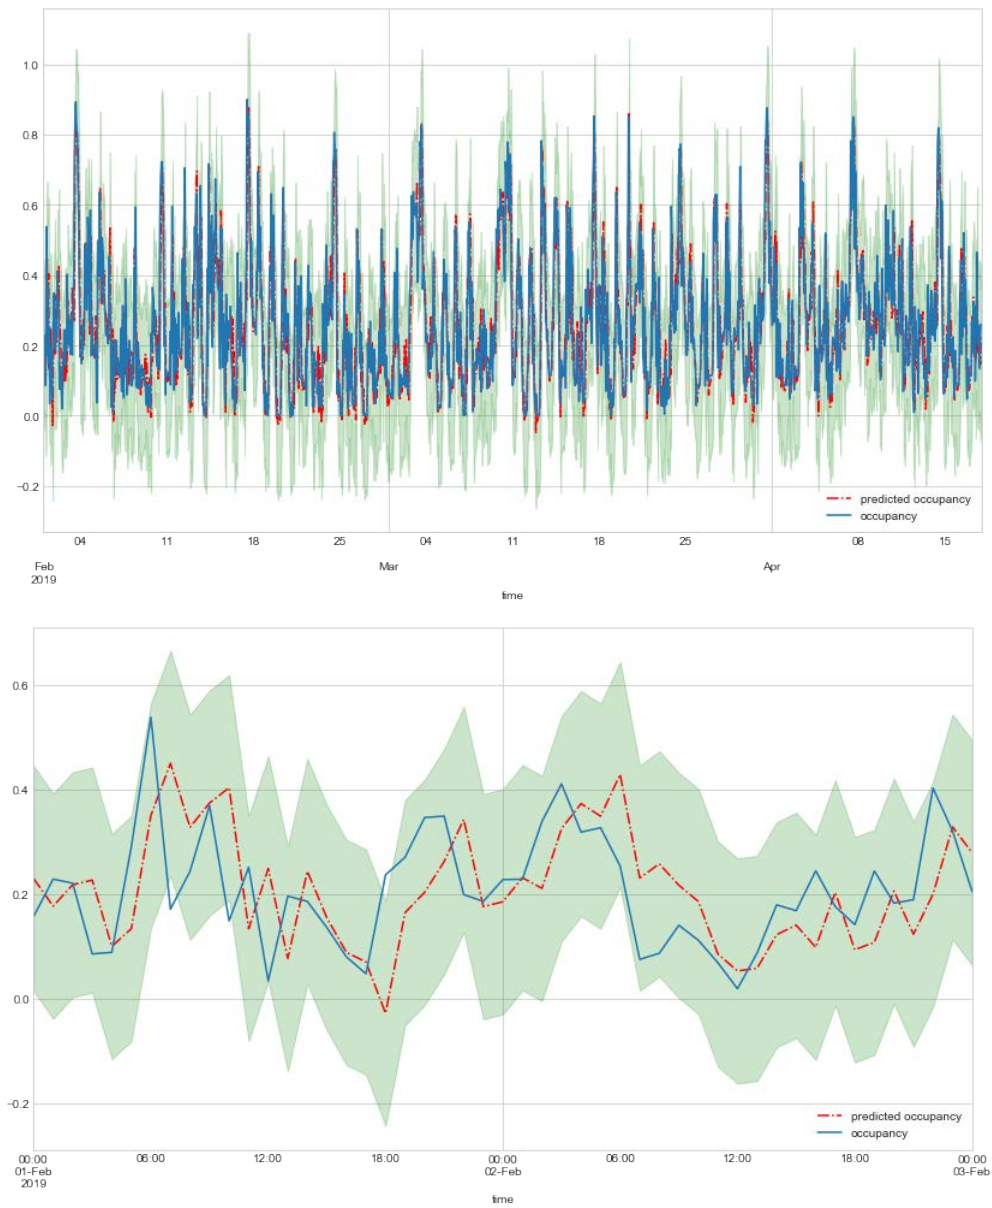 1.0
0.8
0.6
0.4
0.2
0.0
−0.2
predicted occupancy
occupancy
04 11 18 25 04 11 18 25 08 15
Feb Mar Apr
2019
time
0.6
0.4
0.2
0.0
−0.2
predicted occupancy
occupancy
00:00 06:00 12:00 18:00 00:00 06:00 12:00 18:00 00:00
01-Feb 02-Feb 03-Feb
2019
time